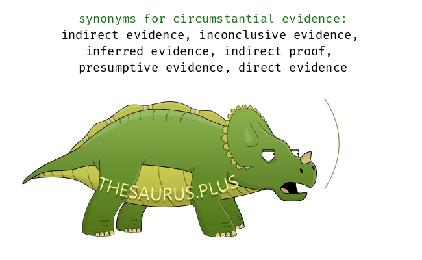 synonyms for circumstantial evidence:
indirect evidence, inconclusive evidence,
inferred evidence, indirect proof,
presumptive evidence, direct evidence
THESAURUS.PLUS